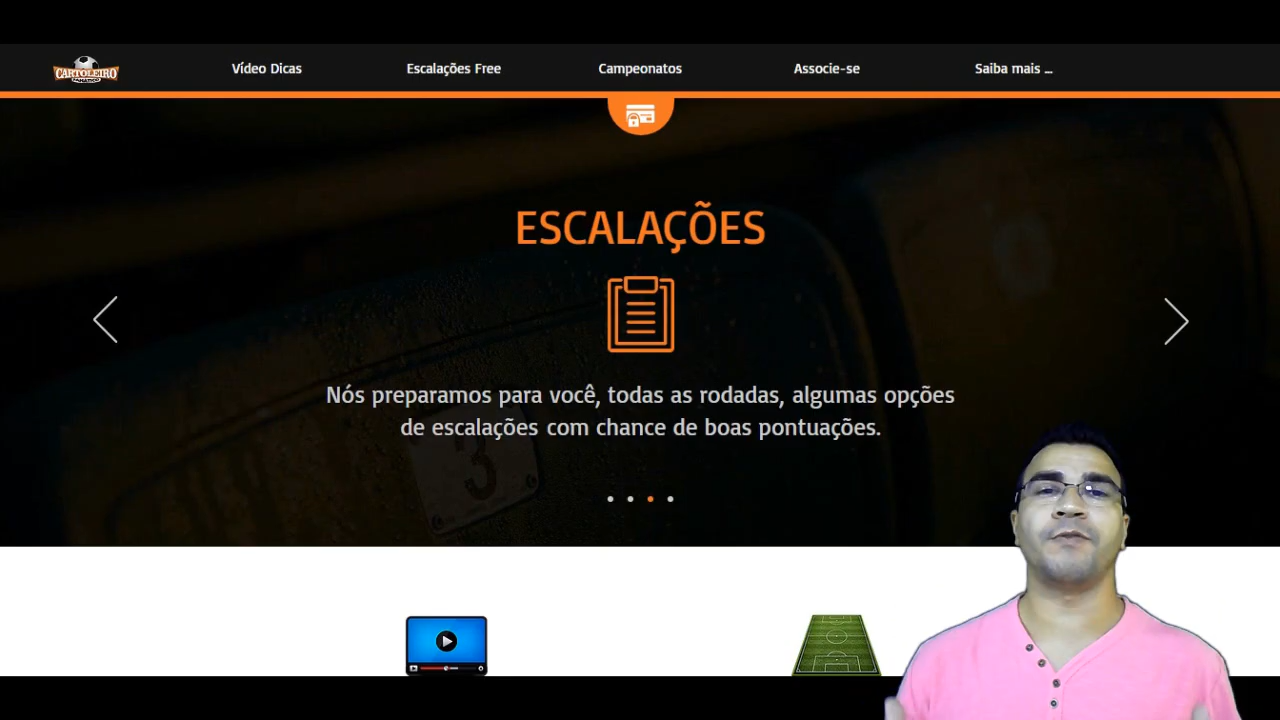 CARTOLEIRO
Vídeo Dicas
Escalações Free
Campeonatos
Associe-se
Saiba mais ...
ESCALAÇÕES
Nós preparamos para você, todas as rodadas, algumas opções
de escalações com chance de boas pontuações.
3